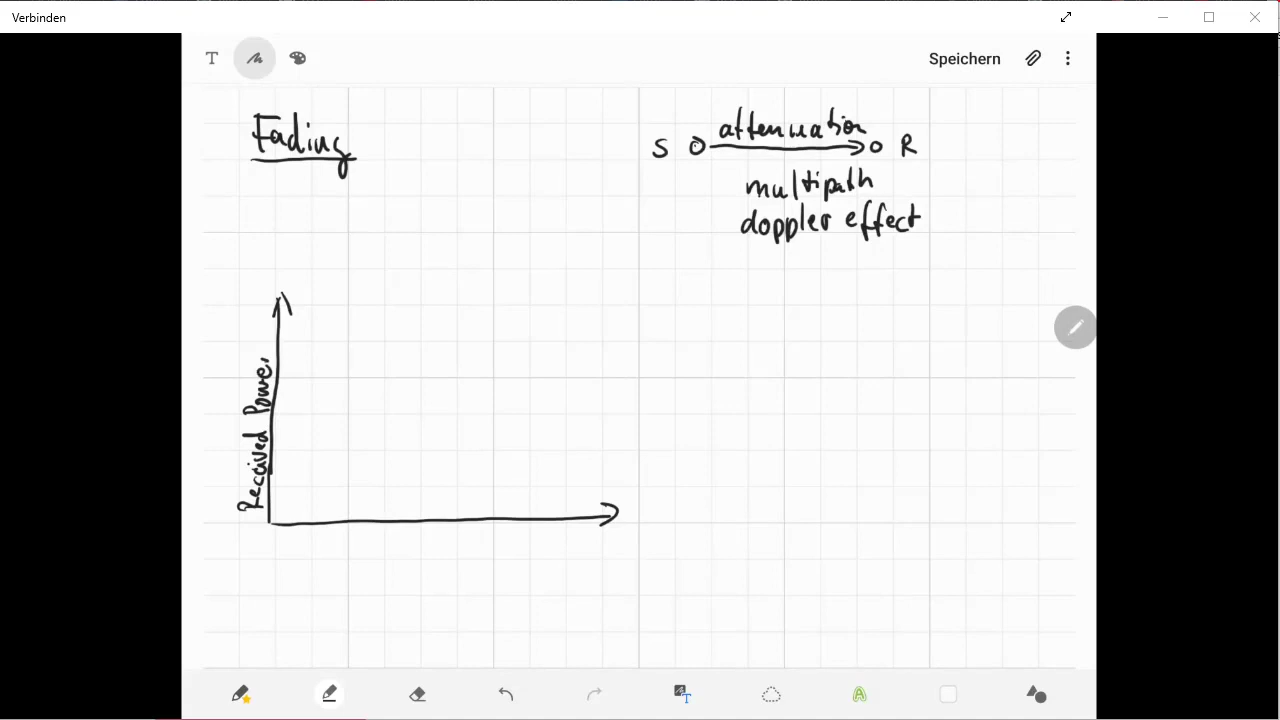 Verbinden
T
Speichern
Fading
S attenuation R
multipath
doppler effect
Received Power